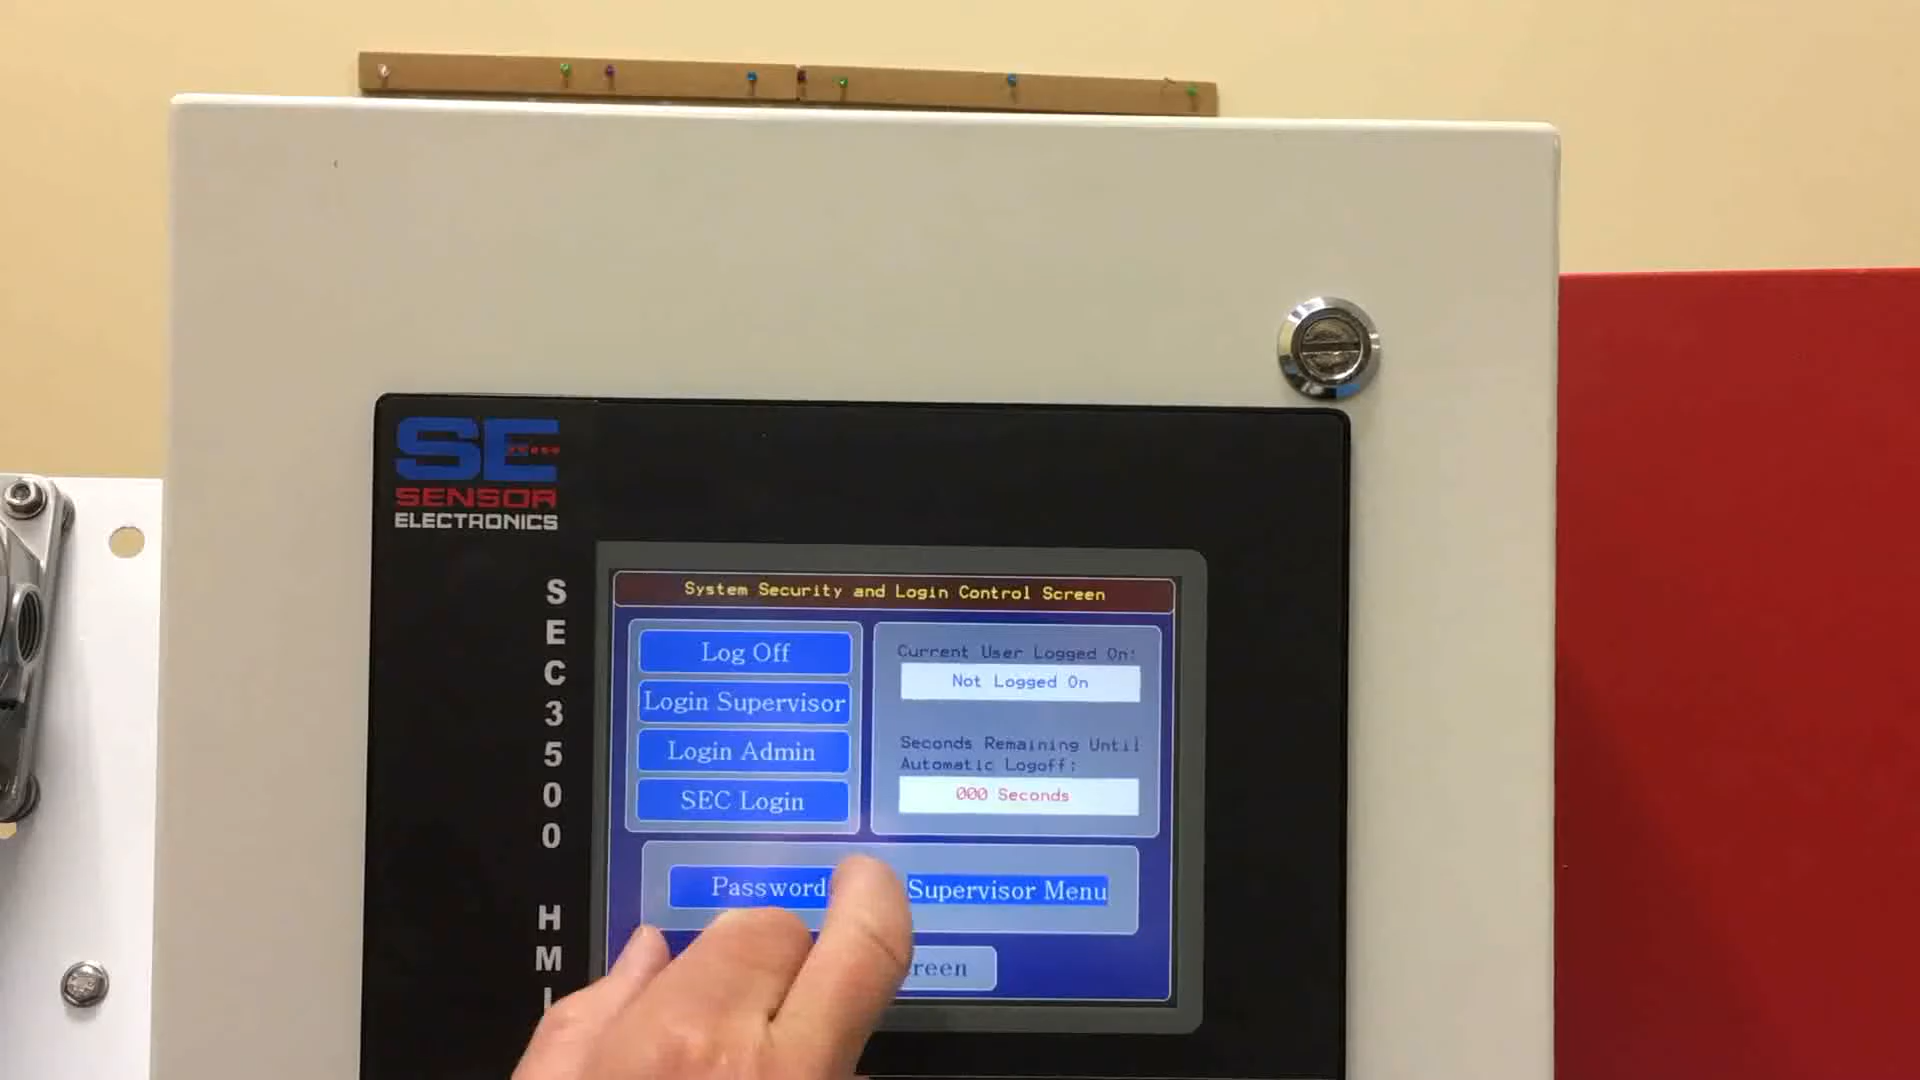 SE
SENSOR
ELECTRONICS
SEC3500 HMI
System Security and Login Control Screen
Log Off
Login Supervisor
Login Admin
SEC Login
Current User Logged On:
Not Logged On
Seconds Remaining Until
Automatic Logoff:
000 Seconds
Password
Supervisor Menu
reen